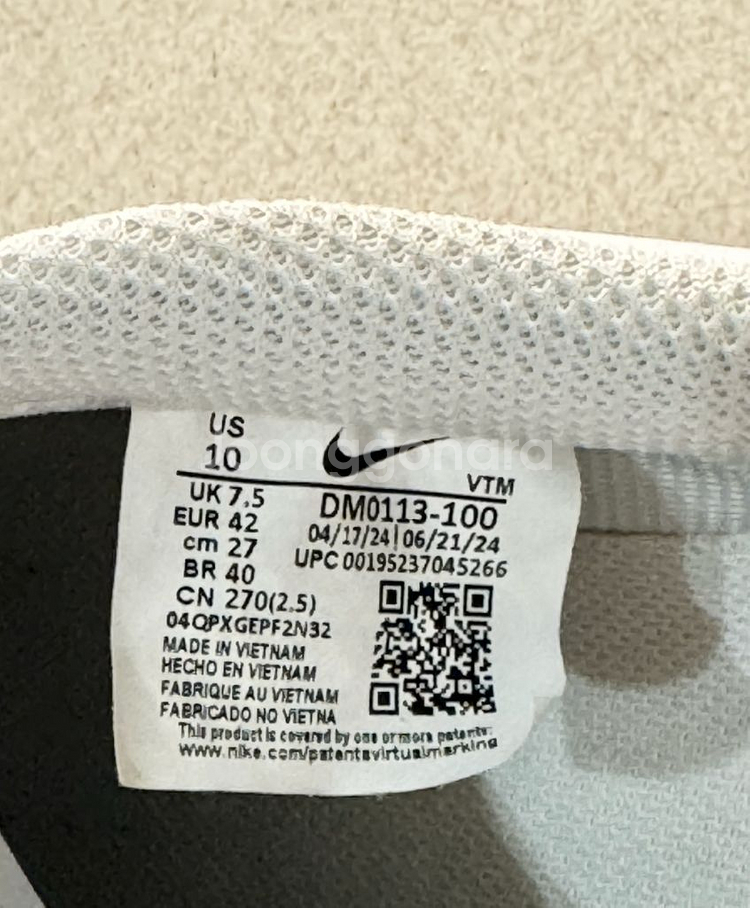 US
10
joonggonara
VTM
UK 7.5
EUR 42
cm 27
BR 40
CN 270(2.5)
04QPXGEPF2N32
DM0113-100
04/17/24|06/21/24
UPC 00195237045266
MADE IN VIETNAM
HECHO EN VIETNAM
FABRIQUE AU VIETNAM
FABRICADO NO VIETNA
This product is covered by one or more patents:
www.nike.com/patentsvirtualmarking